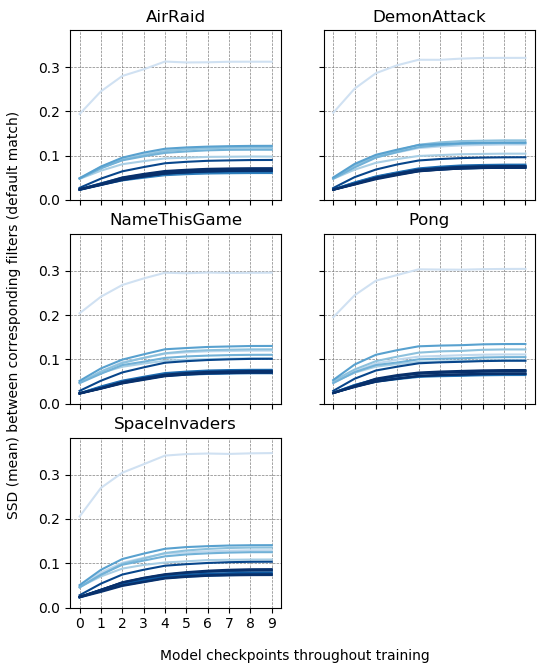 AirRaid
DemonAttack
0.3
0.2
0.1
0.0
NameThisGame
Pong
0.3
0.2
0.1
0.0
SpaceInvaders
0.3
0.2
0.1
0.0
0 1 2 3 4 5 6 7 8 9
SSD (mean) between corresponding filters (default match)
Model checkpoints throughout training